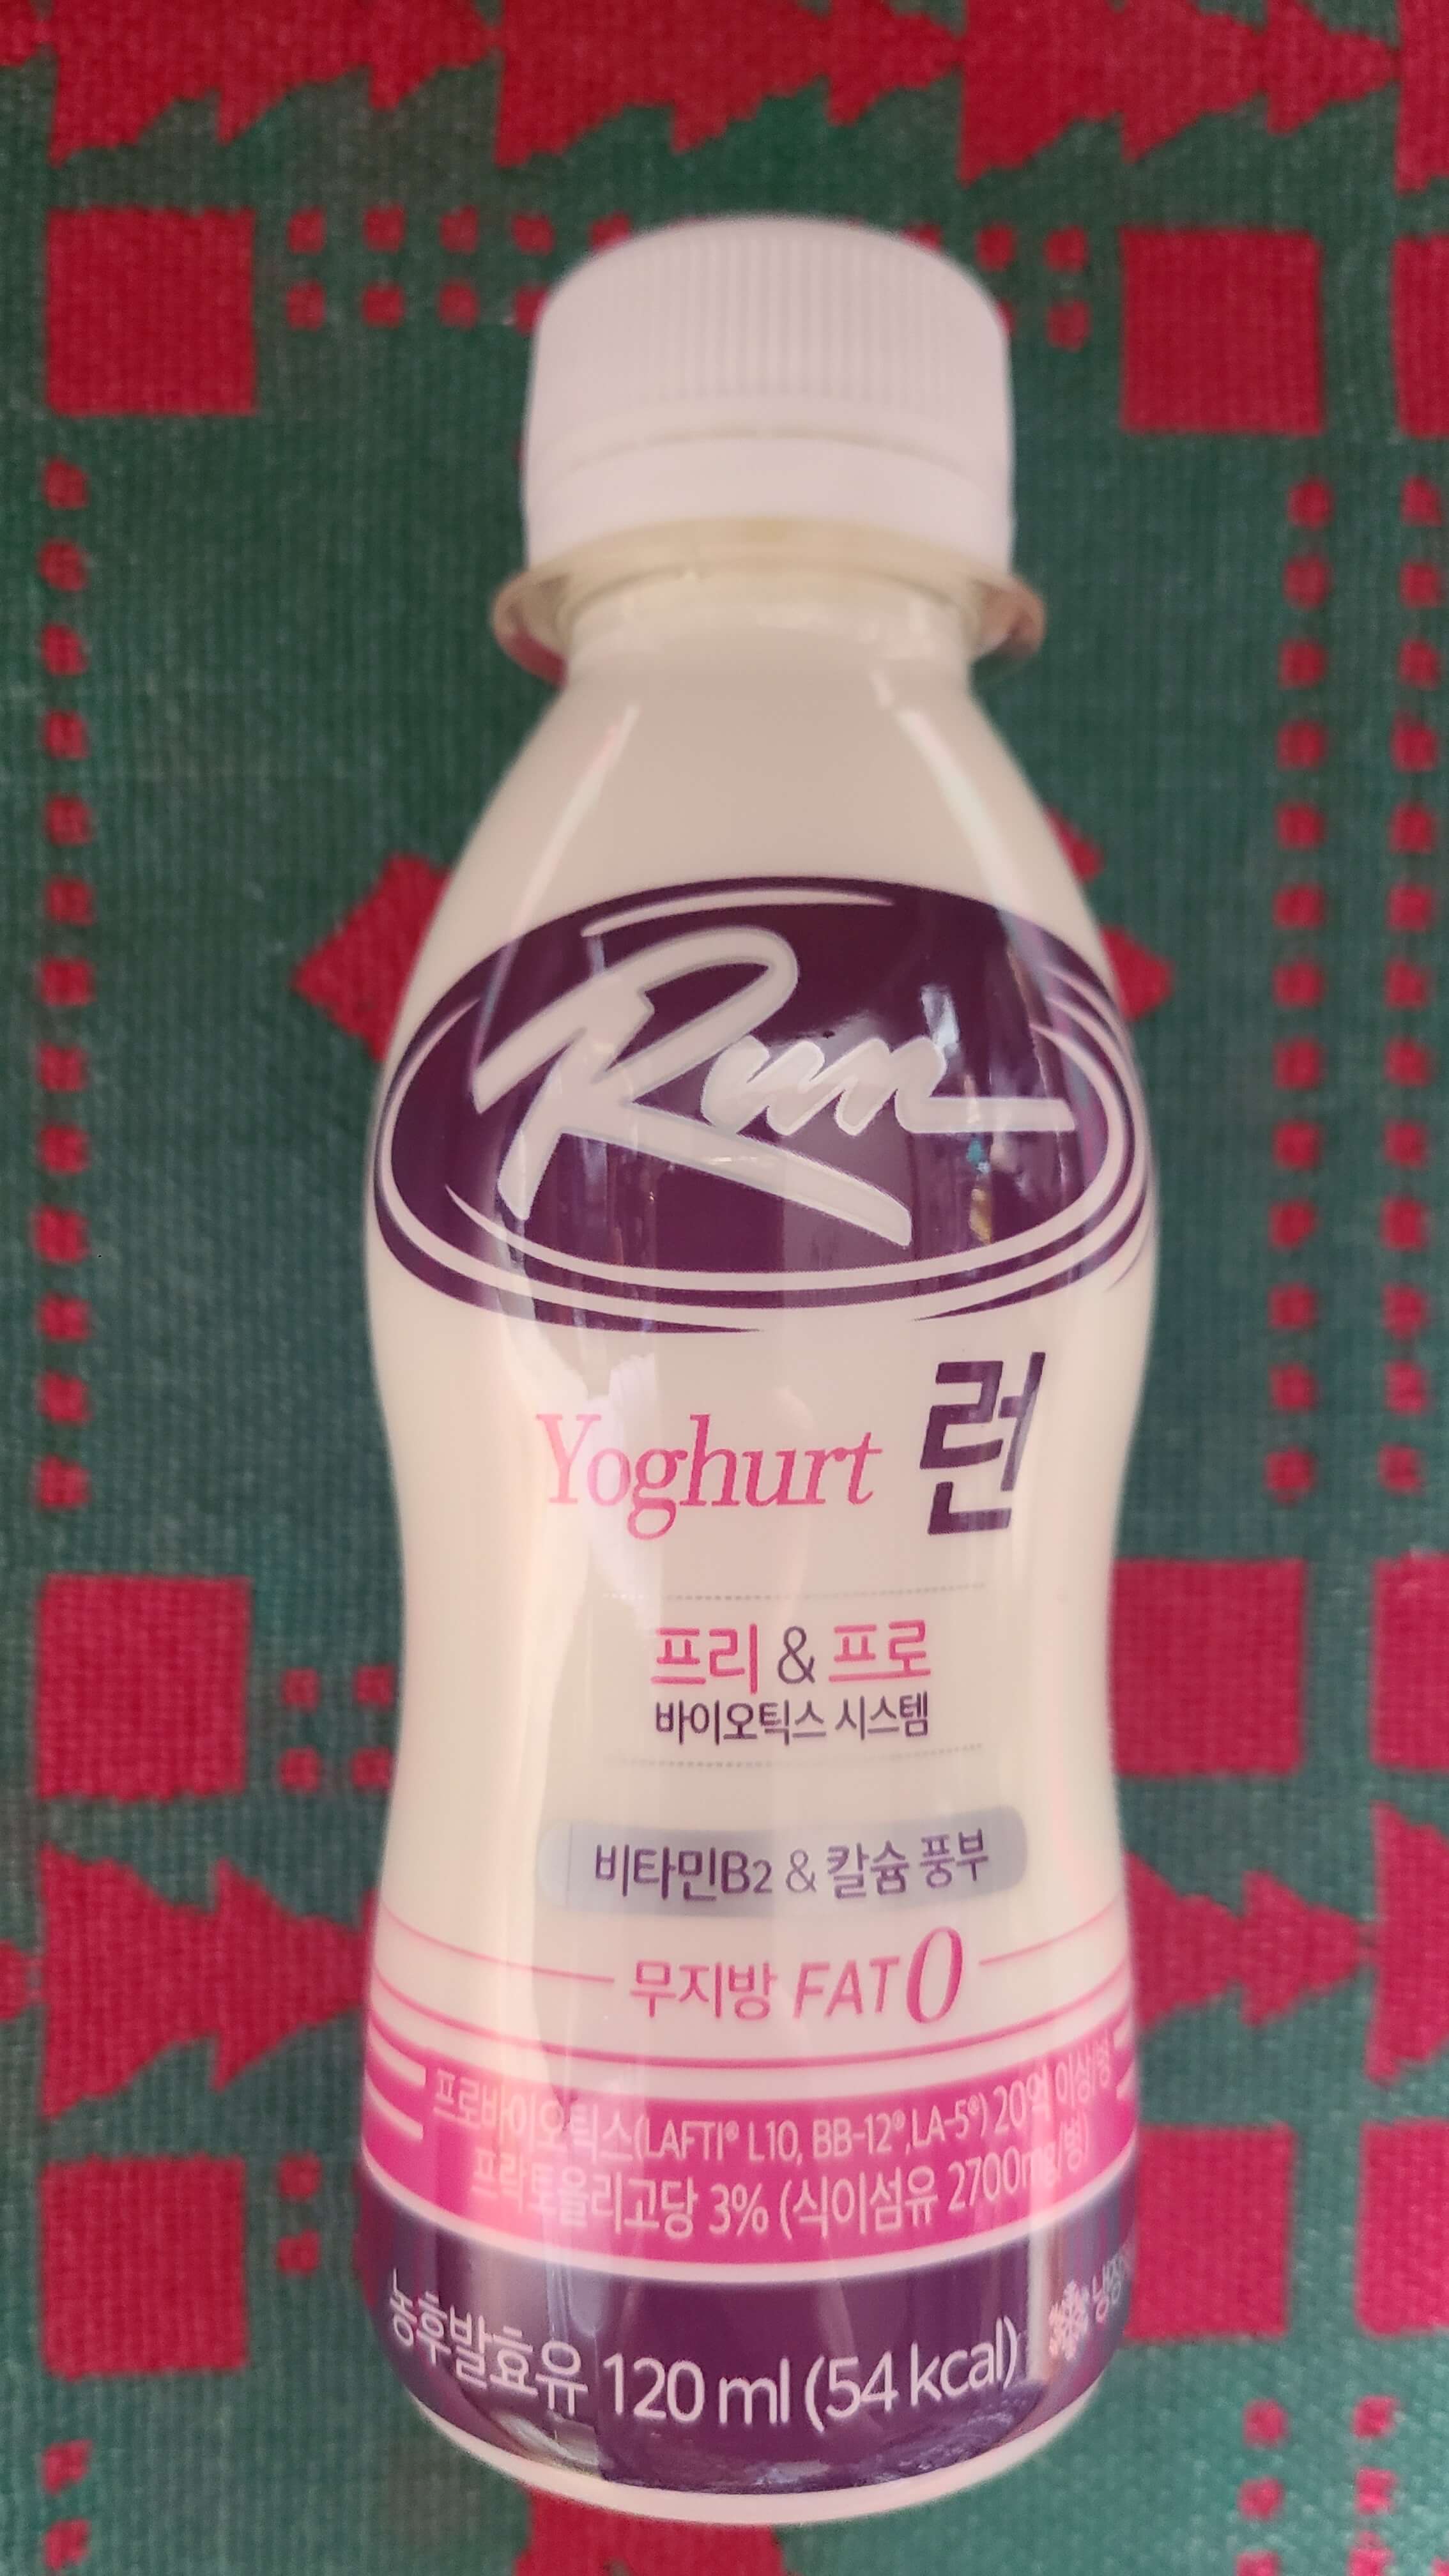 Run
Yoghurt 런
프리 & 프로
바이오틱스 시스템
비타민B2 & 칼슘 풍부
무지방 FAT 0
프로바이오틱스(LAFTI® L10, BB-12®,LA-5®) 20억 이상/병
프락토올리고당 3% (식이섬유 2700mg/병)
농후발효유 120 ml (54 kcal)